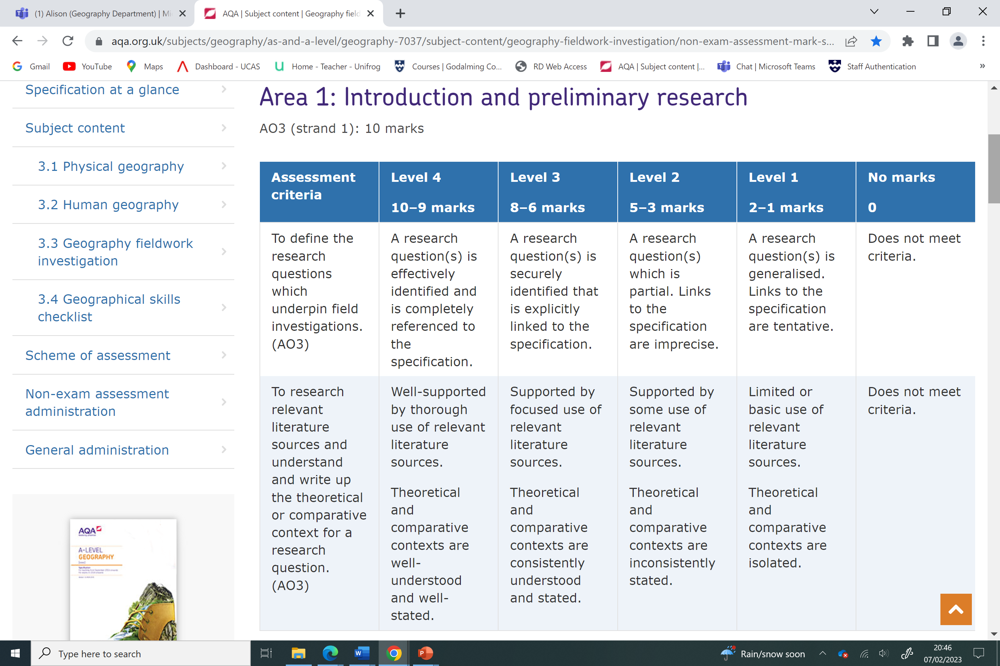 (1) Alison (Geography Department) | Mi
AQA | Subject content | Geography field
aqa.org.uk/subjects/geography/as-and-a-level/geography-7037/subject-content/geography-fieldwork-investigation/non-exam-assessment-mark-s...
Gmail
YouTube
Maps
Dashboard - UCAS
Home - Teacher - Unifrog
Courses | Godalming Co...
RD Web Access
AQA | Subject content |...
Chat | Microsoft Teams
Staff Authentication
»
Specification at a glance
Subject content
3.1 Physical geography
3.2 Human geography
3.3 Geography fieldwork
investigation
3.4 Geographical skills
checklist
Scheme of assessment
Non-exam assessment
administration
General administration
AQA
A-LEVEL
GEOGRAPHY
Area 1: Introduction and preliminary research
AO3 (strand 1): 10 marks
Assessment
criteria
Level 4
10–9 marks
Level 3
8–6 marks
Level 2
5–3 marks
Level 1
2–1 marks
No marks
0
To define the
research
questions
which
underpin field
investigations.
(AO3)
A research
question(s) is
effectively
identified and
is completely
referenced to
the
specification.
A research
question(s) is
securely
identified that
is explicitly
linked to the
specification.
A research
question(s)
which is
partial. Links
to the
specification
are imprecise.
A research
question(s) is
generalised.
Links to the
specification
are tentative.
Does not meet
criteria.
To research
relevant
literature
sources and
understand
and write up
the theoretical
or comparative
context for a
research
question.
(AO3)
Well-supported
by thorough
use of relevant
literature
sources.
Theoretical
and
comparative
contexts are
well-
understood
and well-
stated.
Supported by
focused use of
relevant
literature
sources.
Theoretical
and
comparative
contexts are
consistently
understood
and stated.
Supported by
some use of
relevant
literature
sources.
Theoretical
and
comparative
contexts are
inconsistently
stated.
Limited or
basic use of
relevant
literature
sources.
Theoretical
and
comparative
contexts are
isolated.
Does not meet
criteria.
Type here to search
Rain/snow soon
20:46
07/02/2023